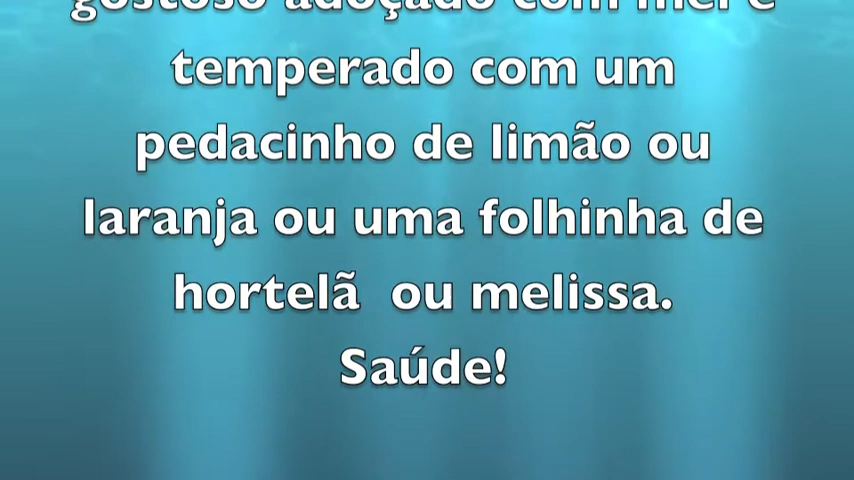 gostoso adoçado com mel e
temperado com um
pedacinho de limão ou
laranja ou uma folhinha de
hortelã ou melissa.
Saúde!